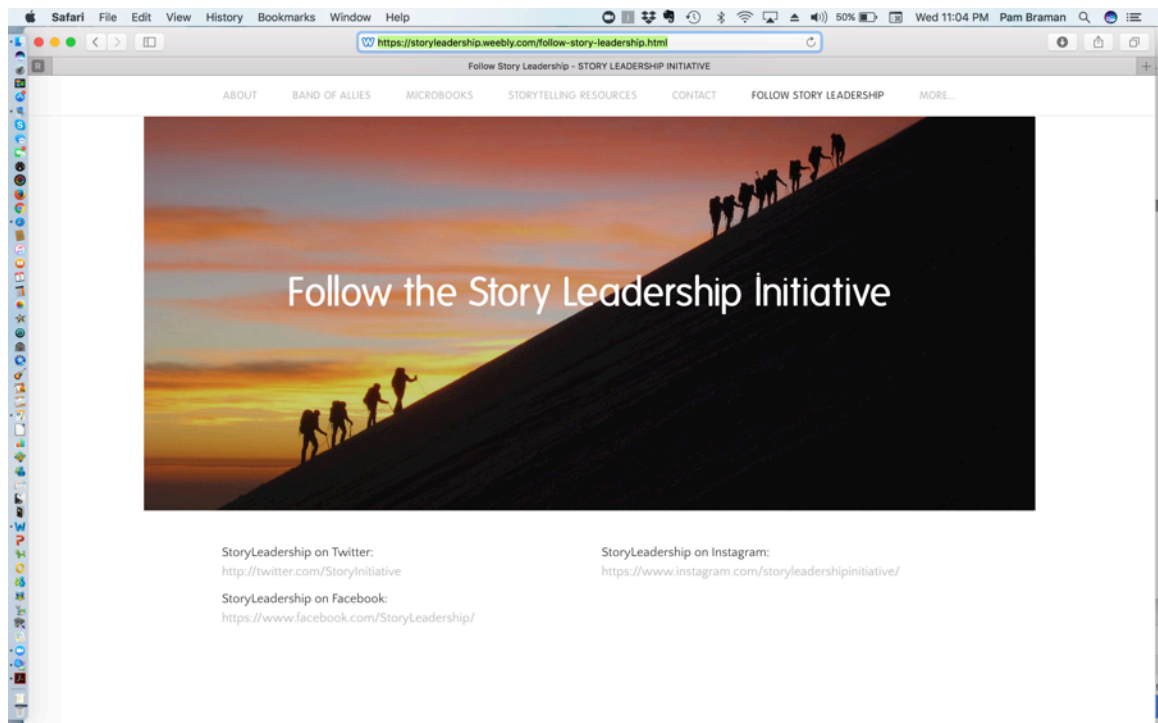 Safari File Edit View History Bookmarks Window Help 50% Wed 11:04 PM Pam Braman
https://storyleadership.weebly.com/follow-story-leadership.html
Follow Story Leadership - STORY LEADERSHIP INITIATIVE
ABOUT BAND OF ALLIES MICROBOOKS STORYTELLING RESOURCES CONTACT FOLLOW STORY LEADERSHIP MORE...
Follow the Story Leadership Initiative
StoryLeadership on Twitter:
http://twitter.com/StoryInitiative
StoryLeadership on Facebook:
https://www.facebook.com/StoryLeadership/
StoryLeadership on Instagram:
https://www.instagram.com/storyleadershipinitiative/